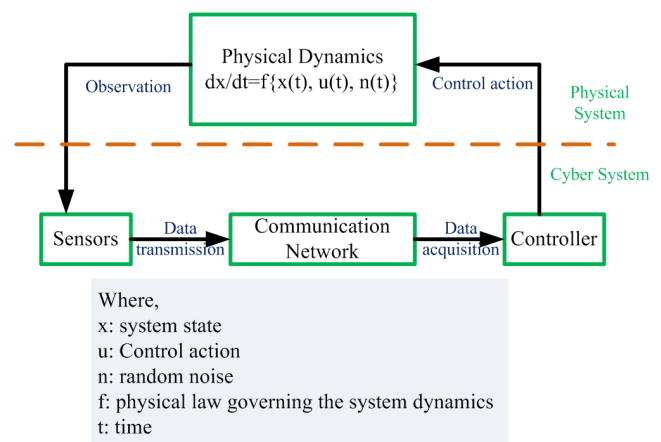 Physical Dynamics
dx/dt=f{x(t), u(t), n(t)}
Observation
Control action
Physical
System
Cyber System
Sensors
Data
transmission
Communication
Network
Data
acquisition
Controller
Where,
x: system state
u: Control action
n: random noise
f: physical law governing the system dynamics
t: time